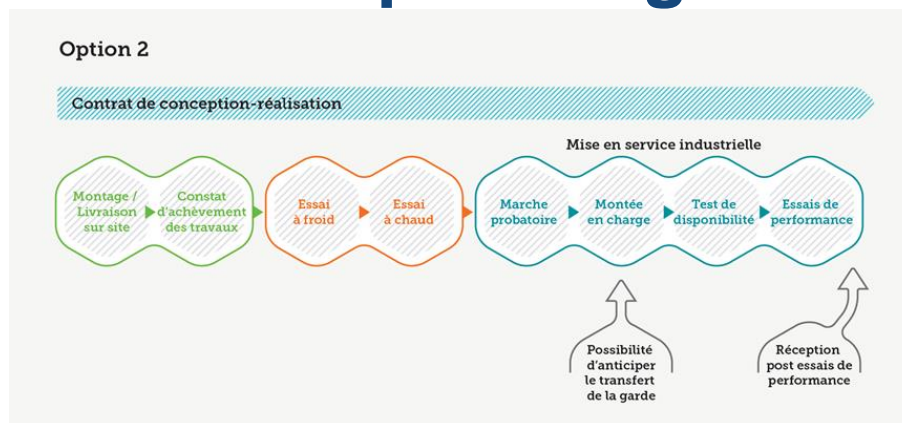 Option 2
Contrat de conception-réalisation
Mise en service industrielle
Montage /
Livraison
sur site
Constat
d'achèvement
des travaux
Essai
à froid
Essai
à chaud
Marche
probatoire
Montée
en charge
Test de
disponibilité
Essais de
performance
Possibilité
d'anticiper
le transfert
de la garde
Réception
post essais de
performance